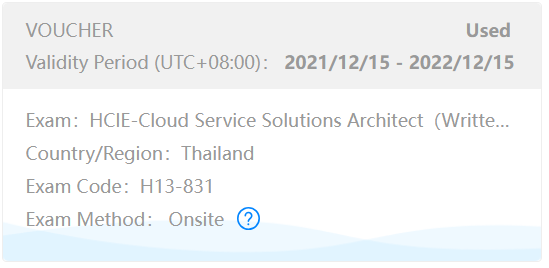 VOUCHER Used
Validity Period (UTC+08:00)： 2021/12/15 - 2022/12/15
Exam：HCIE-Cloud Service Solutions Architect（Writte...
Country/Region：Thailand
Exam Code：H13-831
Exam Method： Onsite ?